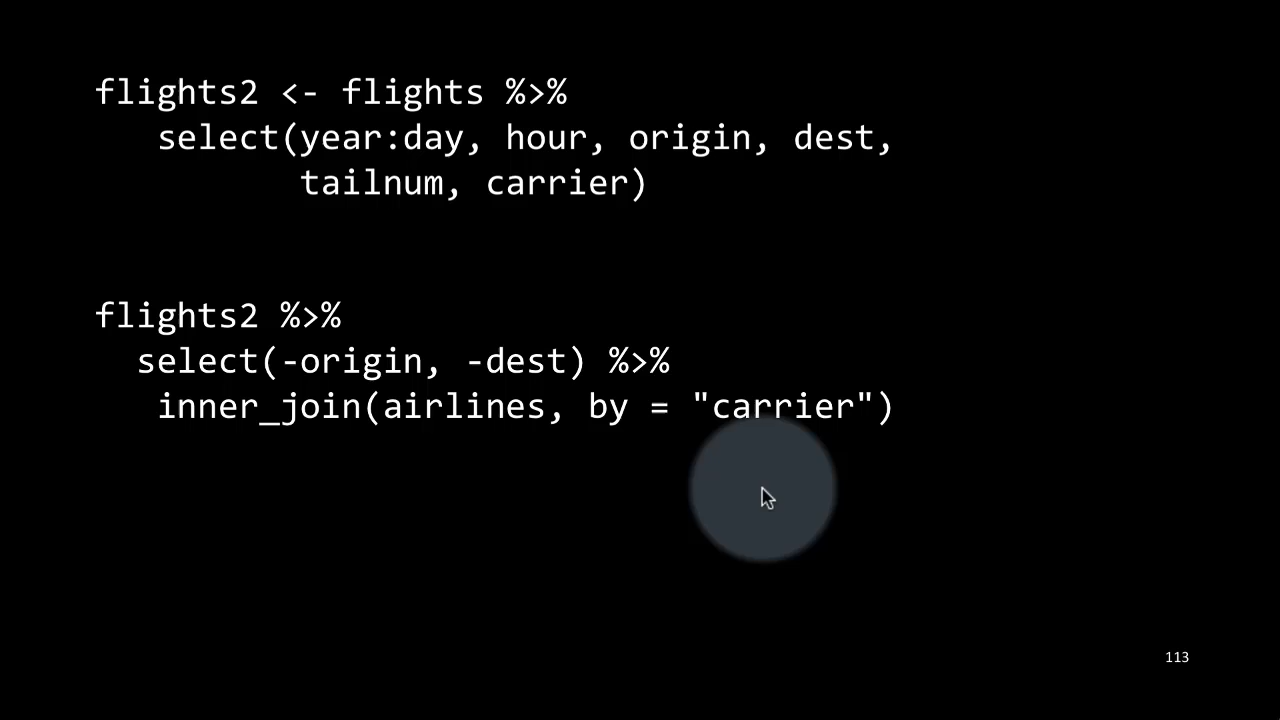 flights2 <- flights %>%
select(year:day, hour, origin, dest,
tailnum, carrier)
flights2 %>%
select(-origin, -dest) %>%
inner_join(airlines, by = "carrier")
113